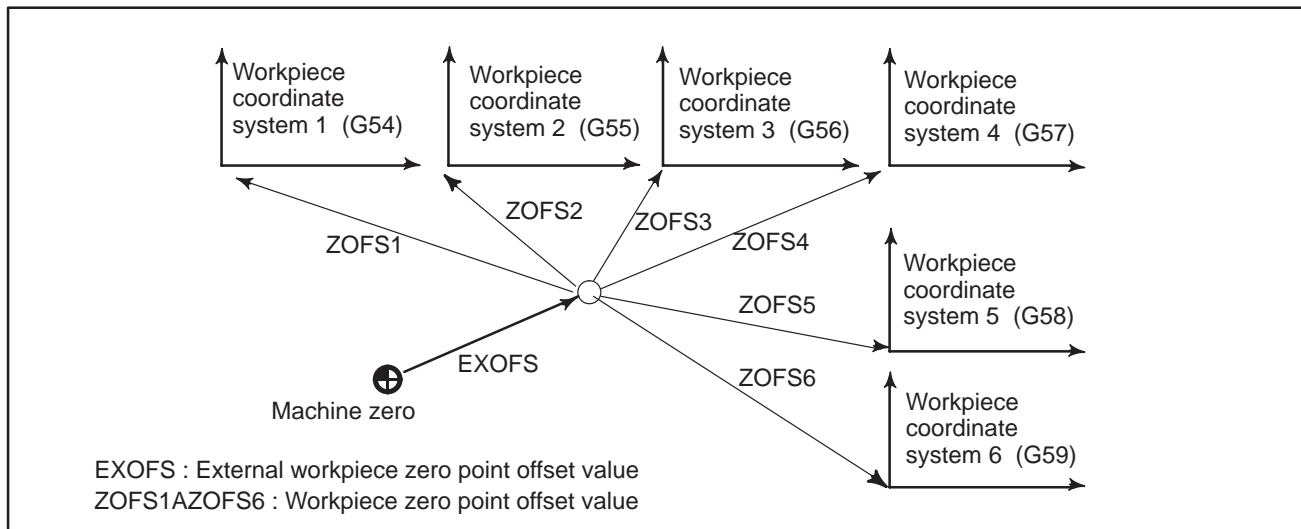 Workpiece
coordinate
system 1 (G54)
Workpiece
coordinate
system 2 (G55)
Workpiece
coordinate
system 3 (G56)
Workpiece
coordinate
system 4 (G57)
ZOFS1
ZOFS2
ZOFS3
ZOFS4
ZOFS5
Workpiece
coordinate
system 5 (G58)
EXOFS
ZOFS6
Machine zero
Workpiece
coordinate
system 6 (G59)
EXOFS : External workpiece zero point offset value
ZOFS1AZOFS6 : Workpiece zero point offset value